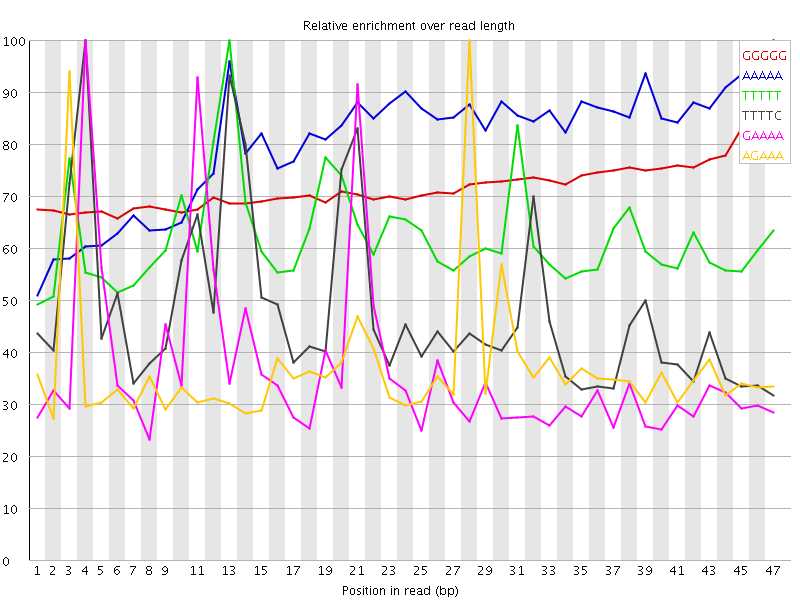 Relative enrichment over read length
100
90
80
70
60
50
40
30
20
10
0
GGGGG
AAAAA
TTTTT
TTTTC
GAAAA
AGAAA
1 2 3 4 5 6 7 8 9 11 13 15 17 19 21 23 25 27 29 31 33 35 37 39 41 43 45 47
Position in read (bp)